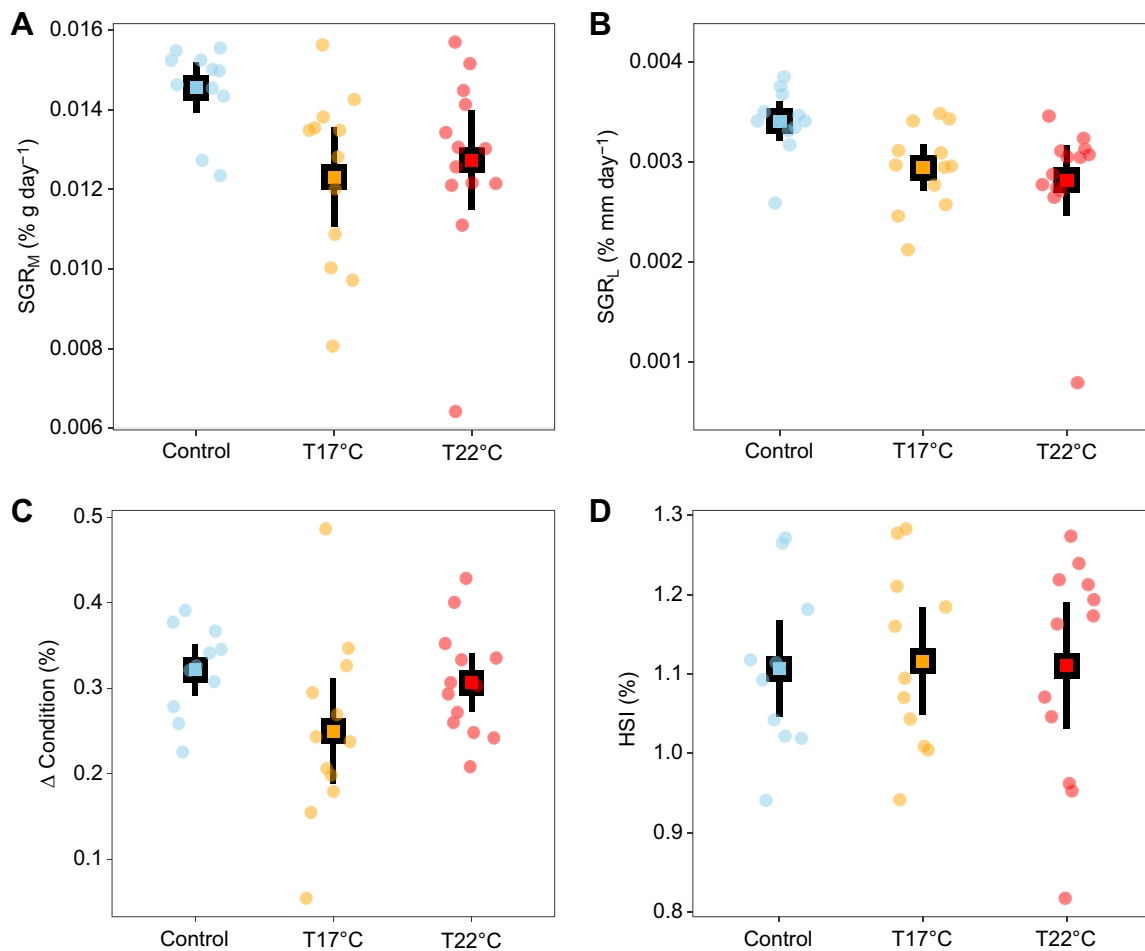 A
SGR_M (% g day⁻¹)
0.016
0.014
0.012
0.010
0.008
0.006
Control T17°C T22°C
B
SGR_L (% mm day⁻¹)
0.004
0.003
0.002
0.001
Control T17°C T22°C
C
Δ Condition (%)
0.5
0.4
0.3
0.2
0.1
Control T17°C T22°C
D
HSI (%)
1.3
1.2
1.1
1.0
0.9
0.8
Control T17°C T22°C